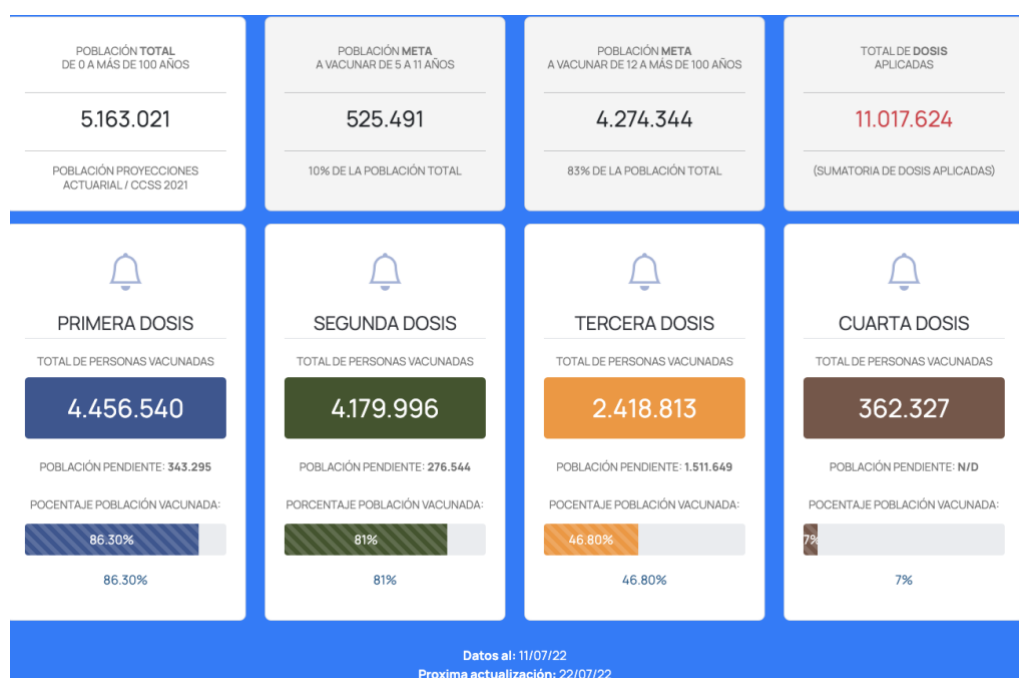 POBLACIÓN TOTAL
DE 0 A MÁS DE 100 AÑOS
5.163.021
POBLACIÓN PROYECCIONES
ACTUARIAL / CCSS 2021
POBLACIÓN META
A VACUNAR DE 5 A 11 AÑOS
525.491
10% DE LA POBLACIÓN TOTAL
POBLACIÓN META
A VACUNAR DE 12 A MÁS DE 100 AÑOS
4.274.344
83% DE LA POBLACIÓN TOTAL
TOTAL DE DOSIS
APLICADAS
11.017.624
(SUMATORIA DE DOSIS APLICADAS)
PRIMERA DOSIS
TOTAL DE PERSONAS VACUNADAS
4.456.540
POBLACIÓN PENDIENTE: 343.295
POCENTAJE POBLACIÓN VACUNADA:
86.30%
86.30%
SEGUNDA DOSIS
TOTAL DE PERSONAS VACUNADAS
4.179.996
POBLACIÓN PENDIENTE: 276.544
PORCENTAJE POBLACIÓN VACUNADA:
81%
81%
TERCERA DOSIS
TOTAL DE PERSONAS VACUNADAS
2.418.813
POBLACIÓN PENDIENTE: 1.511.649
POCENTAJE POBLACIÓN VACUNADA:
46.80%
46.80%
CUARTA DOSIS
TOTAL DE PERSONAS VACUNADAS
362.327
POBLACIÓN PENDIENTE: N/D
POCENTAJE POBLACIÓN VACUNADA:
7%
7%
Datos al: 11/07/22
Proxima actualización: 22/07/22